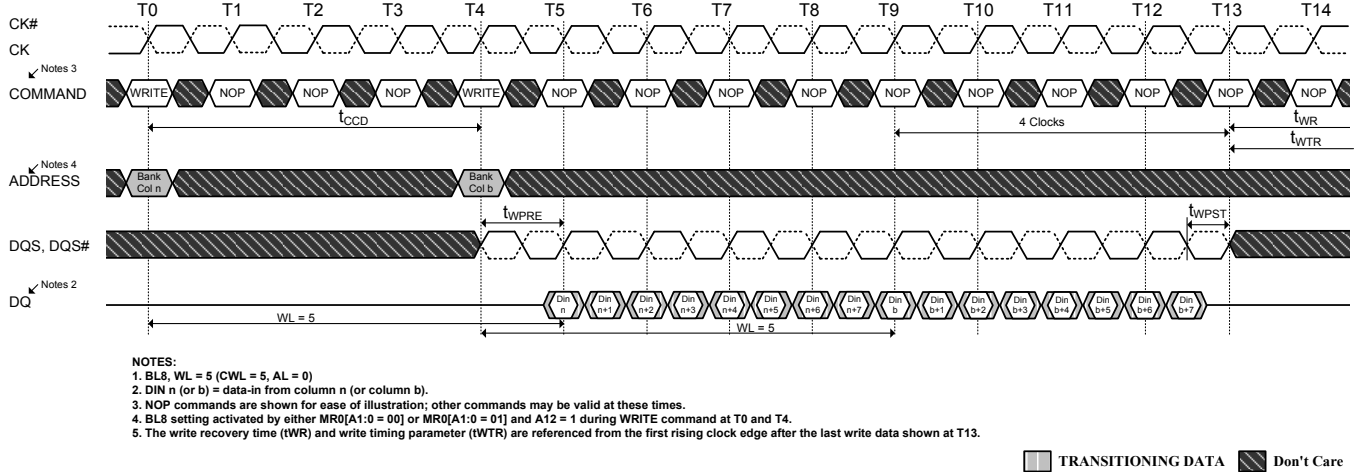 T0 T1 T2 T3 T4 T5 T6 T7 T8 T9 T10 T11 T12 T13 T14
CK#
CK
Notes 3
COMMAND WRITE NOP NOP NOP WRITE NOP NOP NOP NOP NOP NOP NOP NOP NOP NOP
tCCD 4 Clocks tWR
tWTR
Notes 4
ADDRESS Bank Col n Bank Col b
tWPRE tWPST
DQS, DQS#
Notes 2
DQ Din n Din n+1 Din n+2 Din n+3 Din n+4 Din n+5 Din n+6 Din n+7 Din b Din b+1 Din b+2 Din b+3 Din b+4 Din b+5 Din b+6 Din b+7
WL = 5 WL = 5
NOTES:
1. BL8, WL = 5 (CWL = 5, AL = 0)
2. DIN n (or b) = data-in from column n (or column b).
3. NOP commands are shown for ease of illustration; other commands may be valid at these times.
4. BL8 setting activated by either MR0[A1:0 = 00] or MR0[A1:0 = 01] and A12 = 1 during WRITE command at T0 and T4.
5. The write recovery time (tWR) and write timing parameter (tWTR) are referenced from the first rising clock edge after the last write data shown at T13.
TRANSITIONING DATA Don't Care